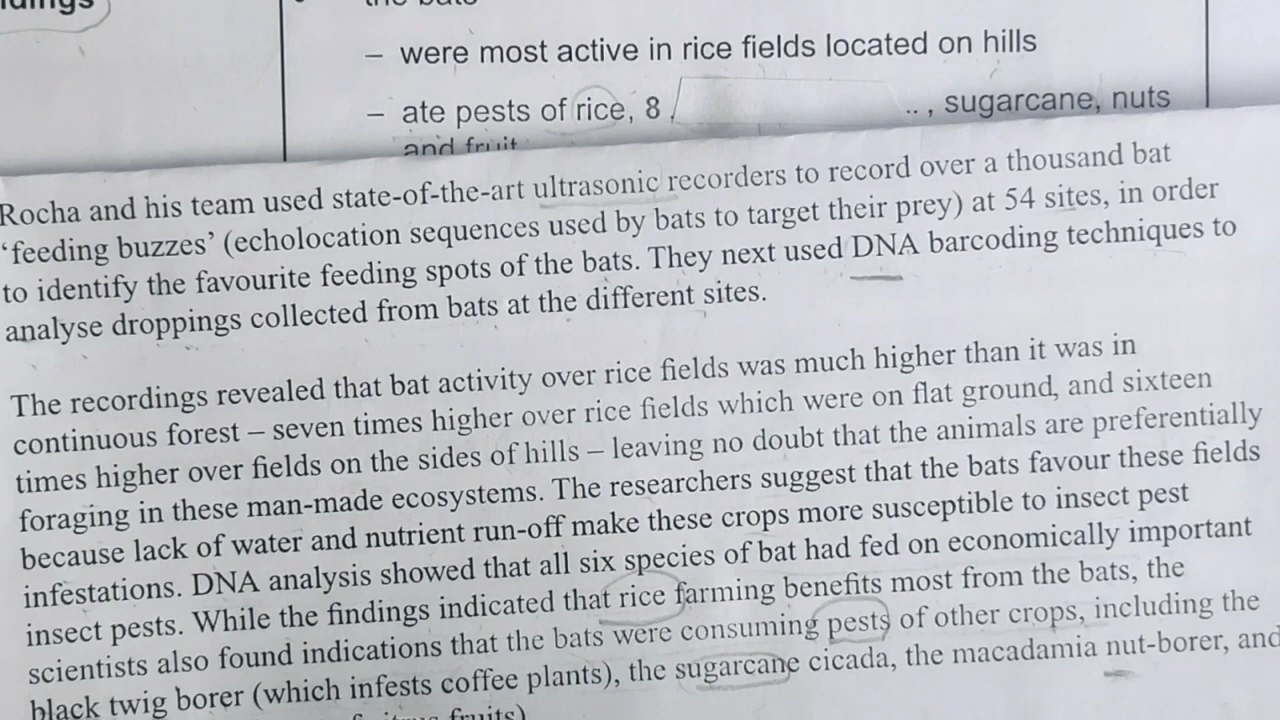 the bats
– were most active in rice fields located on hills
– ate pests of rice, 8 .. , sugarcane, nuts
and fruit
Rocha and his team used state-of-the-art ultrasonic recorders to record over a thousand bat
‘feeding buzzes’ (echolocation sequences used by bats to target their prey) at 54 sites, in order
to identify the favourite feeding spots of the bats. They next used DNA barcoding techniques to
analyse droppings collected from bats at the different sites.
The recordings revealed that bat activity over rice fields was much higher than it was in
continuous forest – seven times higher over rice fields which were on flat ground, and sixteen
times higher over fields on the sides of hills – leaving no doubt that the animals are preferentially
foraging in these man-made ecosystems. The researchers suggest that the bats favour these fields
because lack of water and nutrient run-off make these crops more susceptible to insect pest
infestations. DNA analysis showed that all six species of bat had fed on economically important
insect pests. While the findings indicated that rice farming benefits most from the bats, the
scientists also found indications that the bats were consuming pests of other crops, including the
black twig borer (which infests coffee plants), the sugarcane cicada, the macadamia nut-borer, and
fruits)